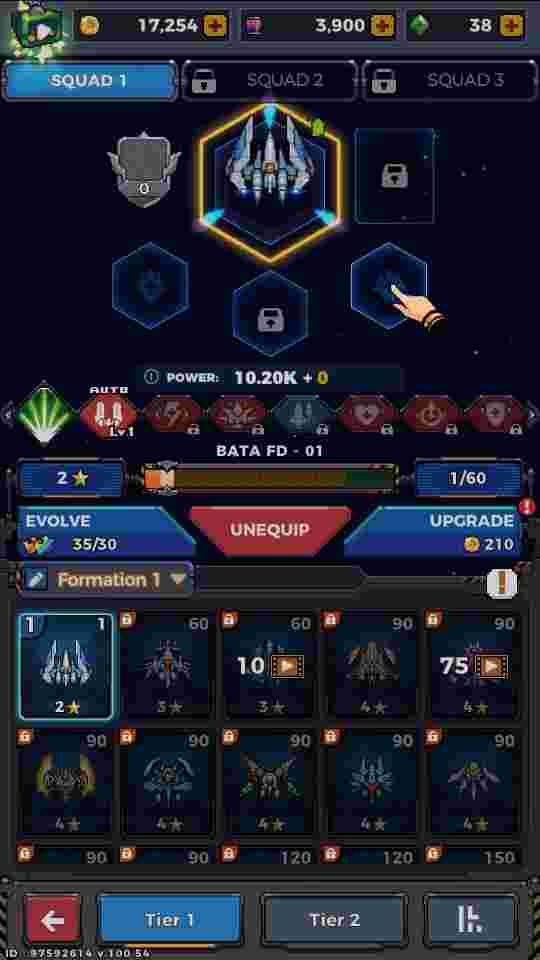 17,254
3,900
38
SQUAD 1
SQUAD 2
SQUAD 3
0
POWER: 10.20K + 0
AUTO
Lv1
BATA FD - 01
2
1/60
EVOLVE
35/30
UNEQUIP
UPGRADE
210
Formation 1
1 1
60
60
90
90
10
75
2
3
3
4
4
90
90
90
90
90
4
4
4
4
4
90
90
120
120
150
Tier 1
Tier 2
ID : 97592614 v.100.54